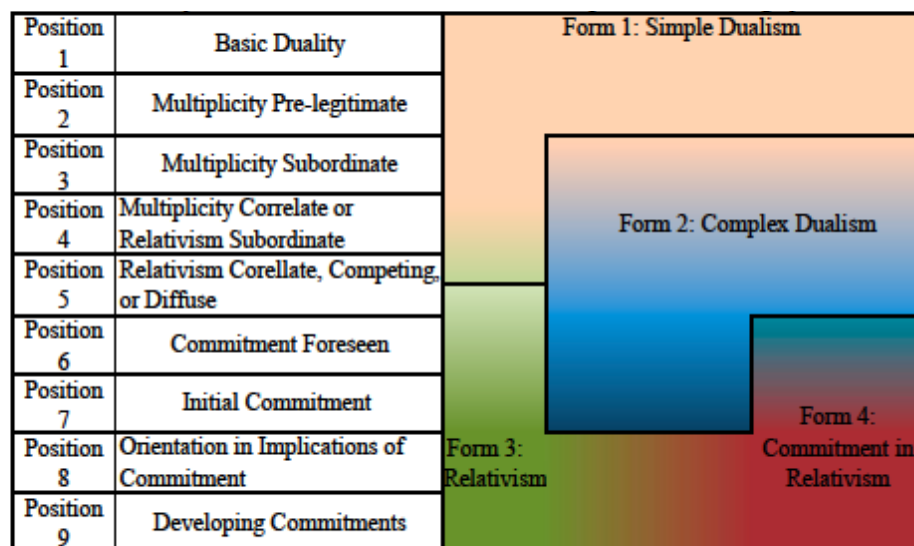 Position
1
Basic Duality
Form 1: Simple Dualism
Position
2
Multiplicity Pre-legitimate
Position
3
Multiplicity Subordinate
Position
4
Multiplicity Correlate or
Relativism Subordinate
Form 2: Complex Dualism
Position
5
Relativism Corellate, Competing,
or Diffuse
Position
6
Commitment Foreseen
Position
7
Initial Commitment
Position
8
Orientation in Implications of
Commitment
Form 3:
Relativism
Form 4:
Commitment in
Relativism
Position
9
Developing Commitments